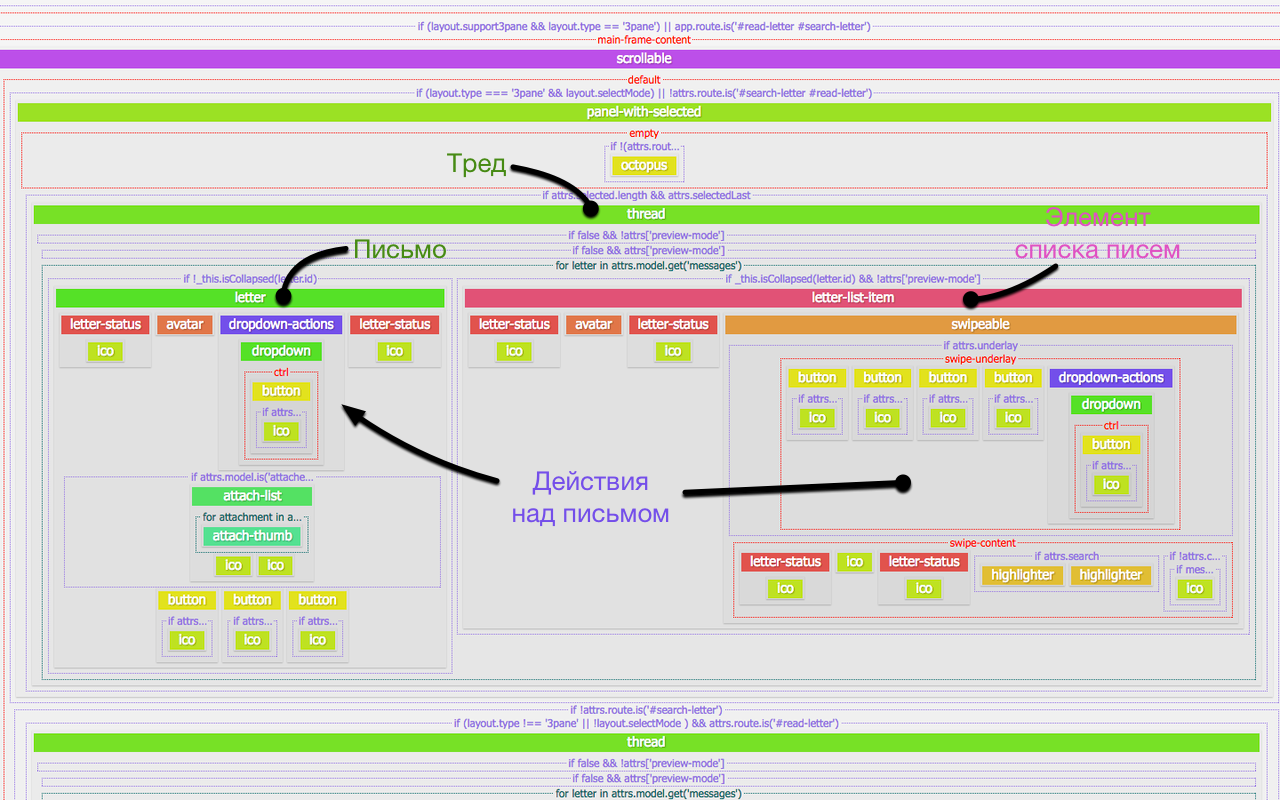 if (layout.support3pane && layout.type == '3pane') || app.route.is('#read-letter #search-letter')
main-frame-content
scrollable
default
if (layout.type === '3pane' && layout.selectMode) || !attrs.route.is('#search-letter #read-letter')
panel-with-selected
empty
if !(attrs.rout...
octopus
Тред
if attrs.selected.length && attrs.selectedLast
thread
Элемент
списка писем
if false && !attrs['preview-mode']
if false && attrs['preview-mode']
for letter in attrs.model.get('messages')
Письмо
if !_this.isCollapsed(letter.id)
letter
letter-status
avatar
dropdown-actions
letter-status
ico
dropdown
ico
ctrl
button
if attrs...
ico
if attrs.model.is('attache...
attach-list
for attachment in a...
attach-thumb
ico
ico
button
button
button
if attrs...
if attrs...
if attrs...
ico
ico
ico
Действия
над письмом
if _this.isCollapsed(letter.id) && !attrs['preview-mode']
letter-list-item
letter-status
avatar
letter-status
swipeable
ico
ico
if attrs.underlay
swipe-underlay
button
button
button
button
dropdown-actions
if attrs...
if attrs...
if attrs...
if attrs...
ico
ico
ico
ico
dropdown
ctrl
button
if attrs...
ico
swipe-content
letter-status
ico
letter-status
if attrs.search
if !attrs.c...
ico
ico
highlighter
highlighter
if mes...
ico
if !attrs.route.is('#search-letter')
if (layout.type !== '3pane' || !layout.selectMode ) && attrs.route.is('#read-letter')
thread
if false && !attrs['preview-mode']
if false && attrs['preview-mode']
for letter in attrs.model.get('messages')